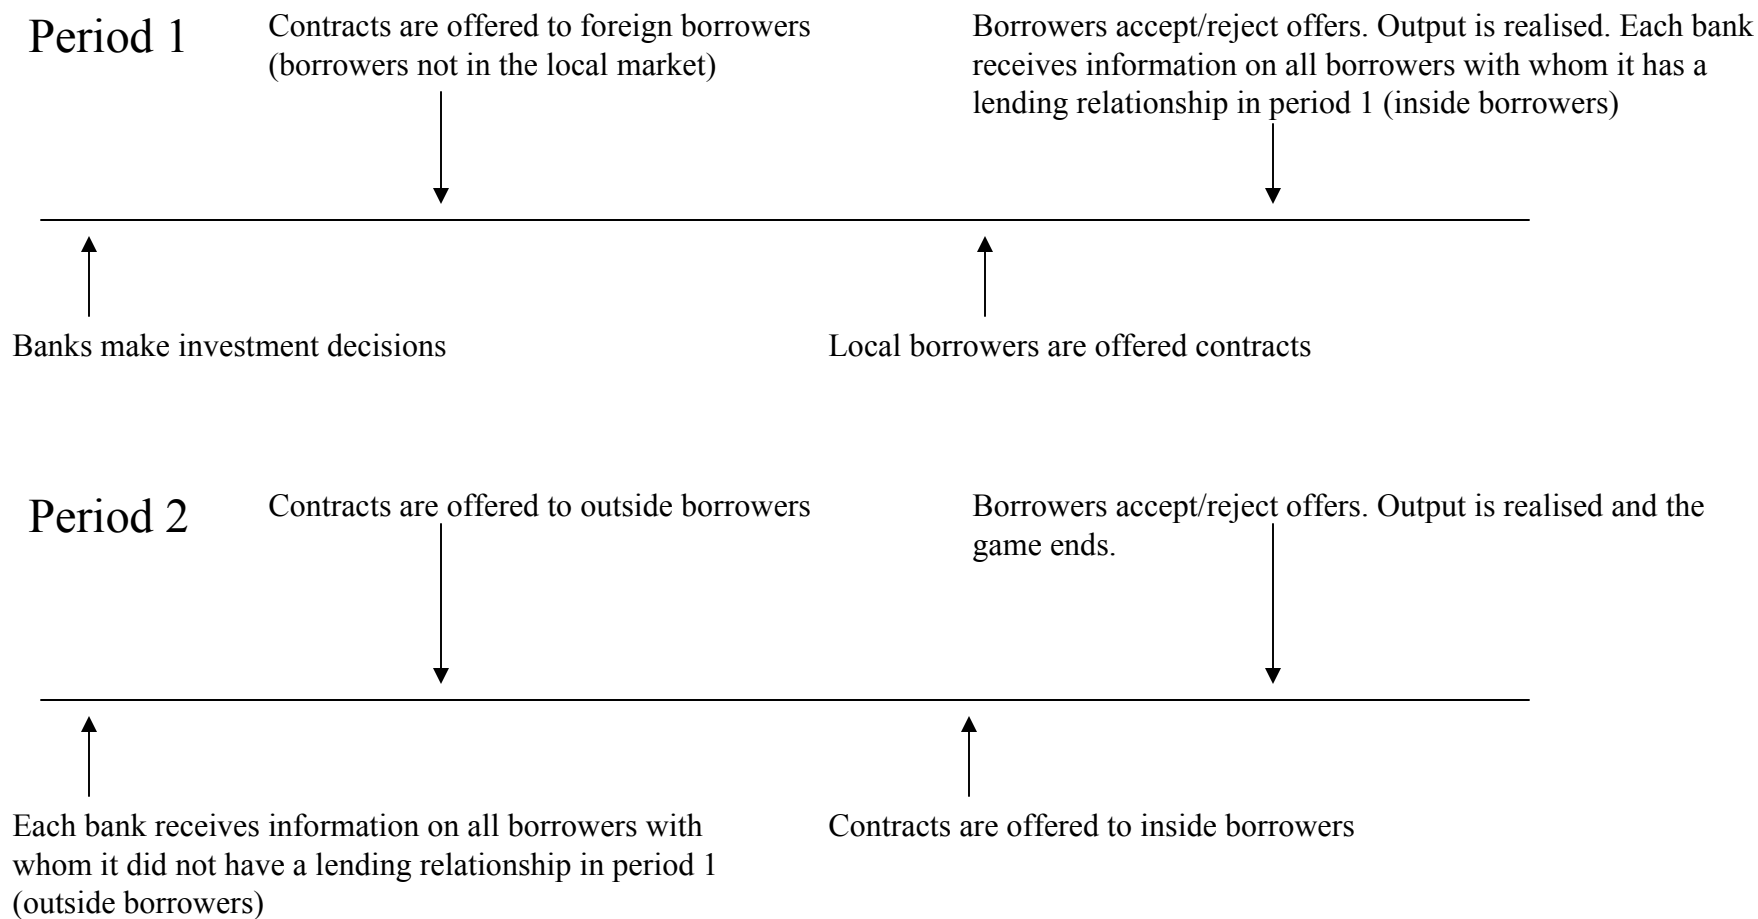 Period 1
Contracts are offered to foreign borrowers
(borrowers not in the local market)
Borrowers accept/reject offers. Output is realised. Each bank
receives information on all borrowers with whom it has a
lending relationship in period 1 (inside borrowers)
Banks make investment decisions
Local borrowers are offered contracts
Period 2
Contracts are offered to outside borrowers
Borrowers accept/reject offers. Output is realised and the
game ends.
Each bank receives information on all borrowers with
whom it did not have a lending relationship in period 1
(outside borrowers)
Contracts are offered to inside borrowers